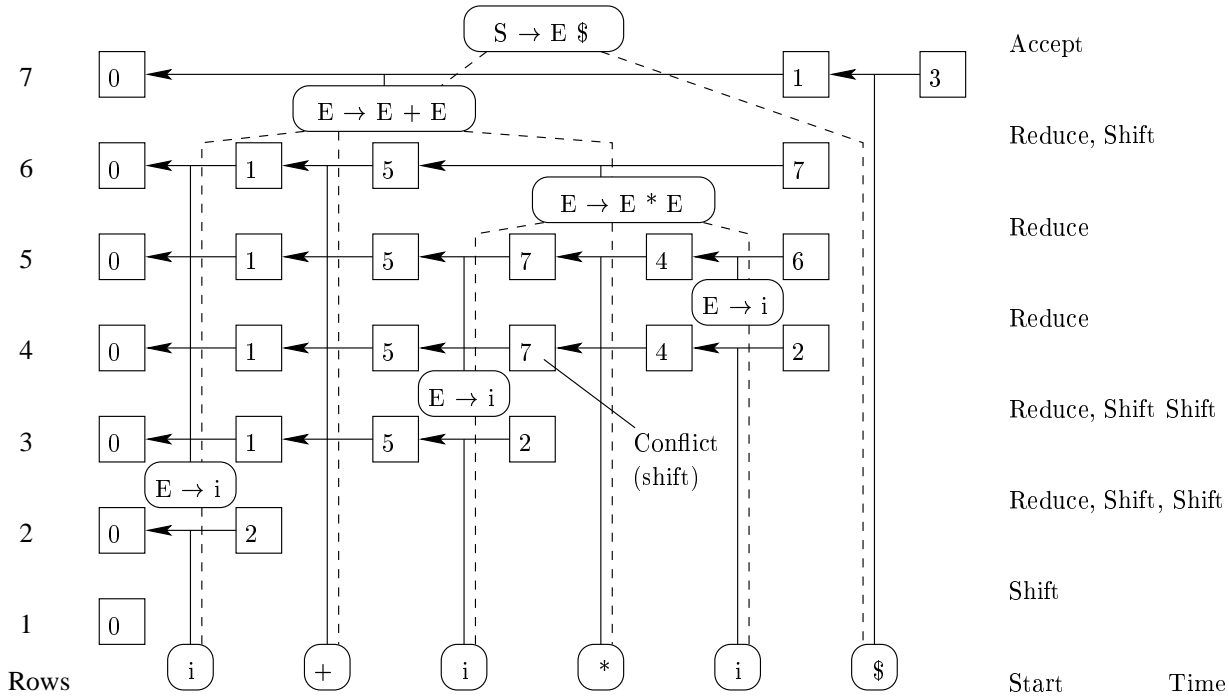 S → E $
Accept
7 0 1 3
E → E + E
Reduce, Shift
6 0 1 5 7
E → E * E
Reduce
5 0 1 5 7 4 6
E → i
Reduce
4 0 1 5 7 4 2
E → i
Reduce, Shift Shift
3 0 1 5 2
Conflict
(shift)
E → i
Reduce, Shift, Shift
2 0 2
Shift
1 0
i + i * i $
Rows Start Time